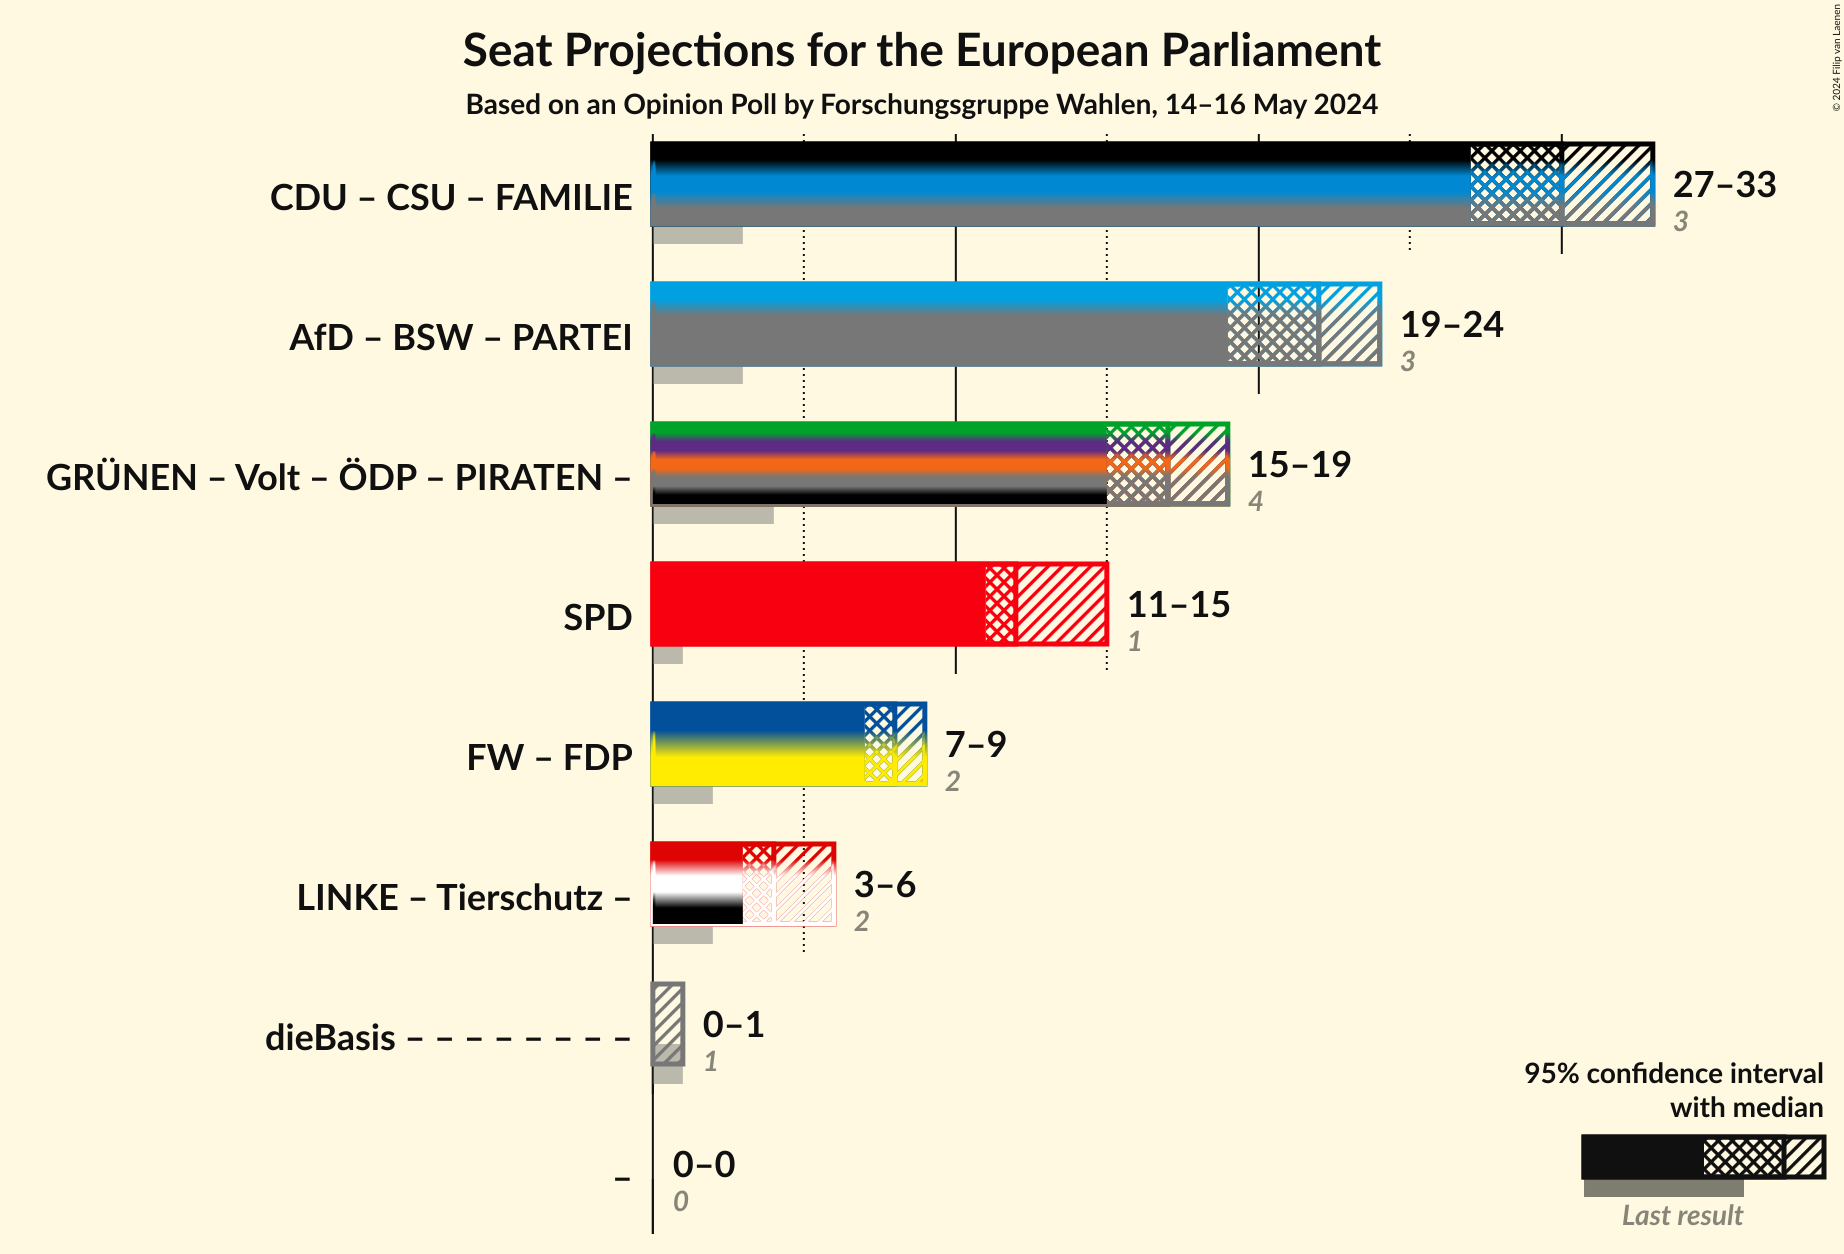 Seat Projections for the European Parliament
Based on an Opinion Poll by Forschungsgruppe Wahlen, 14–16 May 2024
© 2024 Filip van Laenen
CDU – CSU – FAMILIE
27–33
3
AfD – BSW – PARTEI
19–24
3
GRÜNEN – Volt – ÖDP – PIRATEN –
15–19
4
SPD
11–15
1
FW – FDP
7–9
2
LINKE – Tierschutz –
3–6
2
dieBasis – – – – – – – –
0–1
1
–
0–0
0
95% confidence interval
with median
Last result